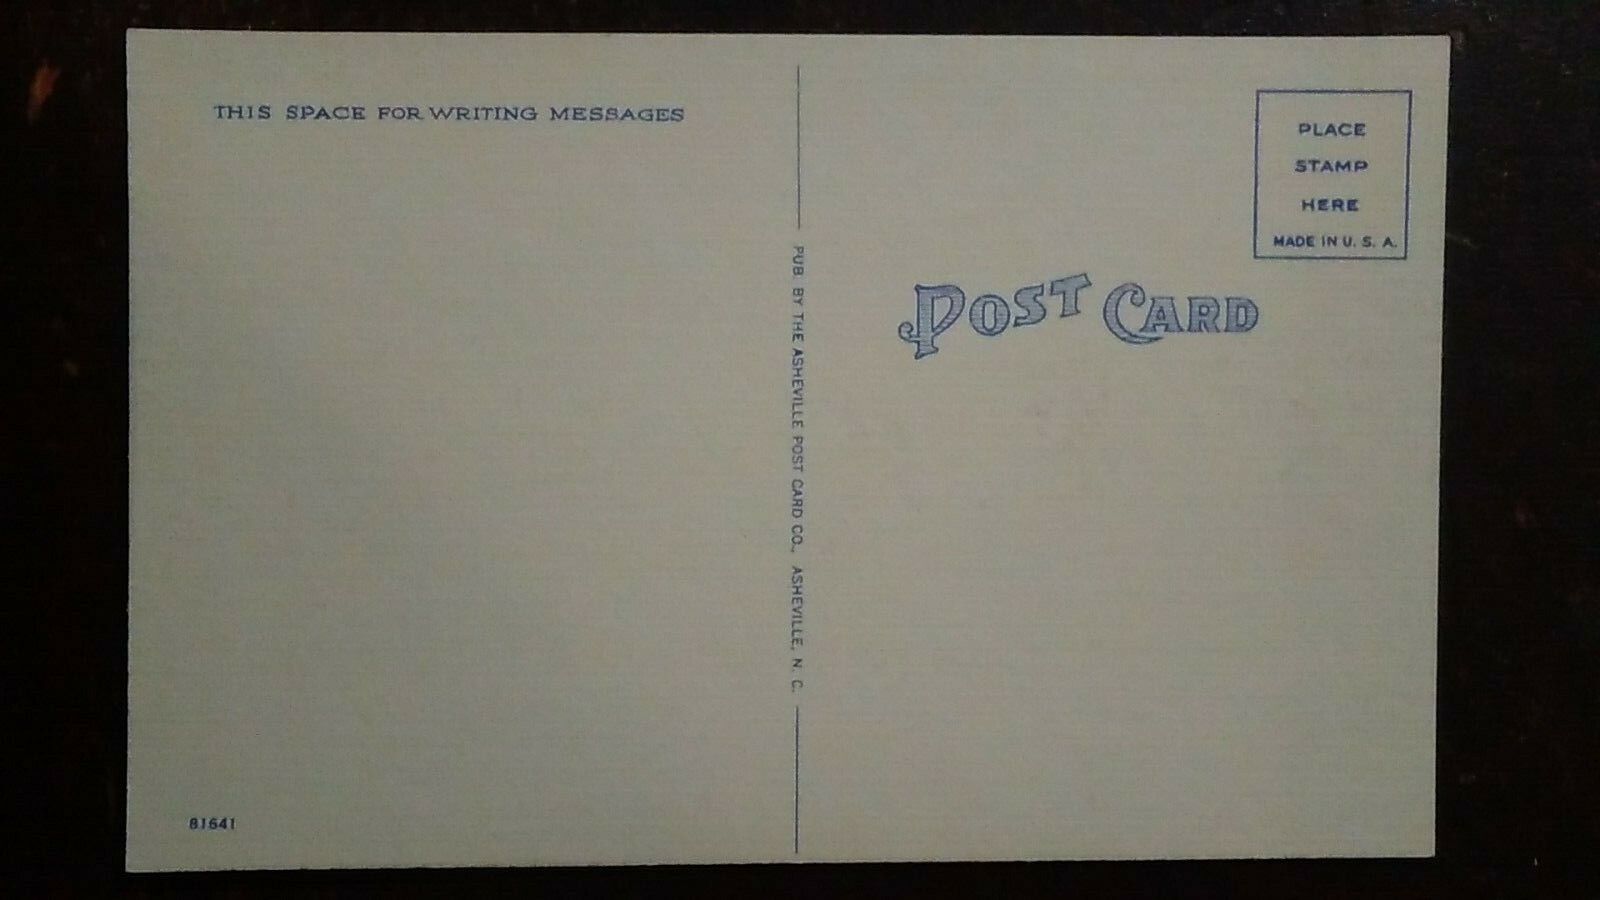 THIS SPACE FOR WRITING MESSAGES
PLACE
STAMP
HERE
MADE IN U. S. A.
POST CARD
PUB. BY THE ASHEVILLE POST CARD CO., ASHEVILLE, N. C.
81641